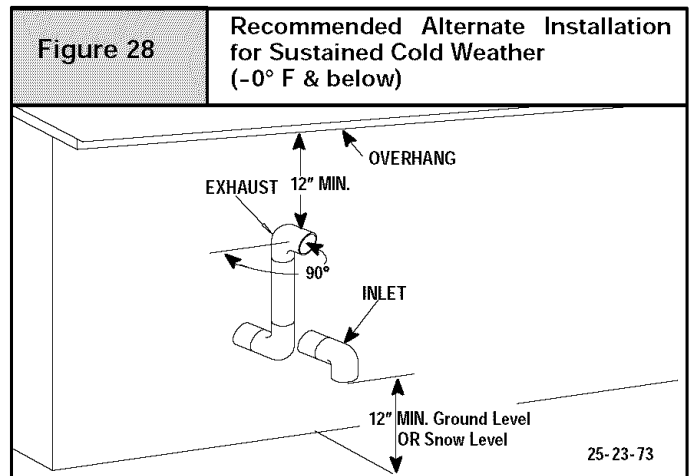 Figure 28
Recommended Alternate Installation
for Sustained Cold Weather
(-0° F & below)
OVERHANG
EXHAUST
12" MIN.
90°
INLET
12" MIN. Ground Level
OR Snow Level
25-23-73